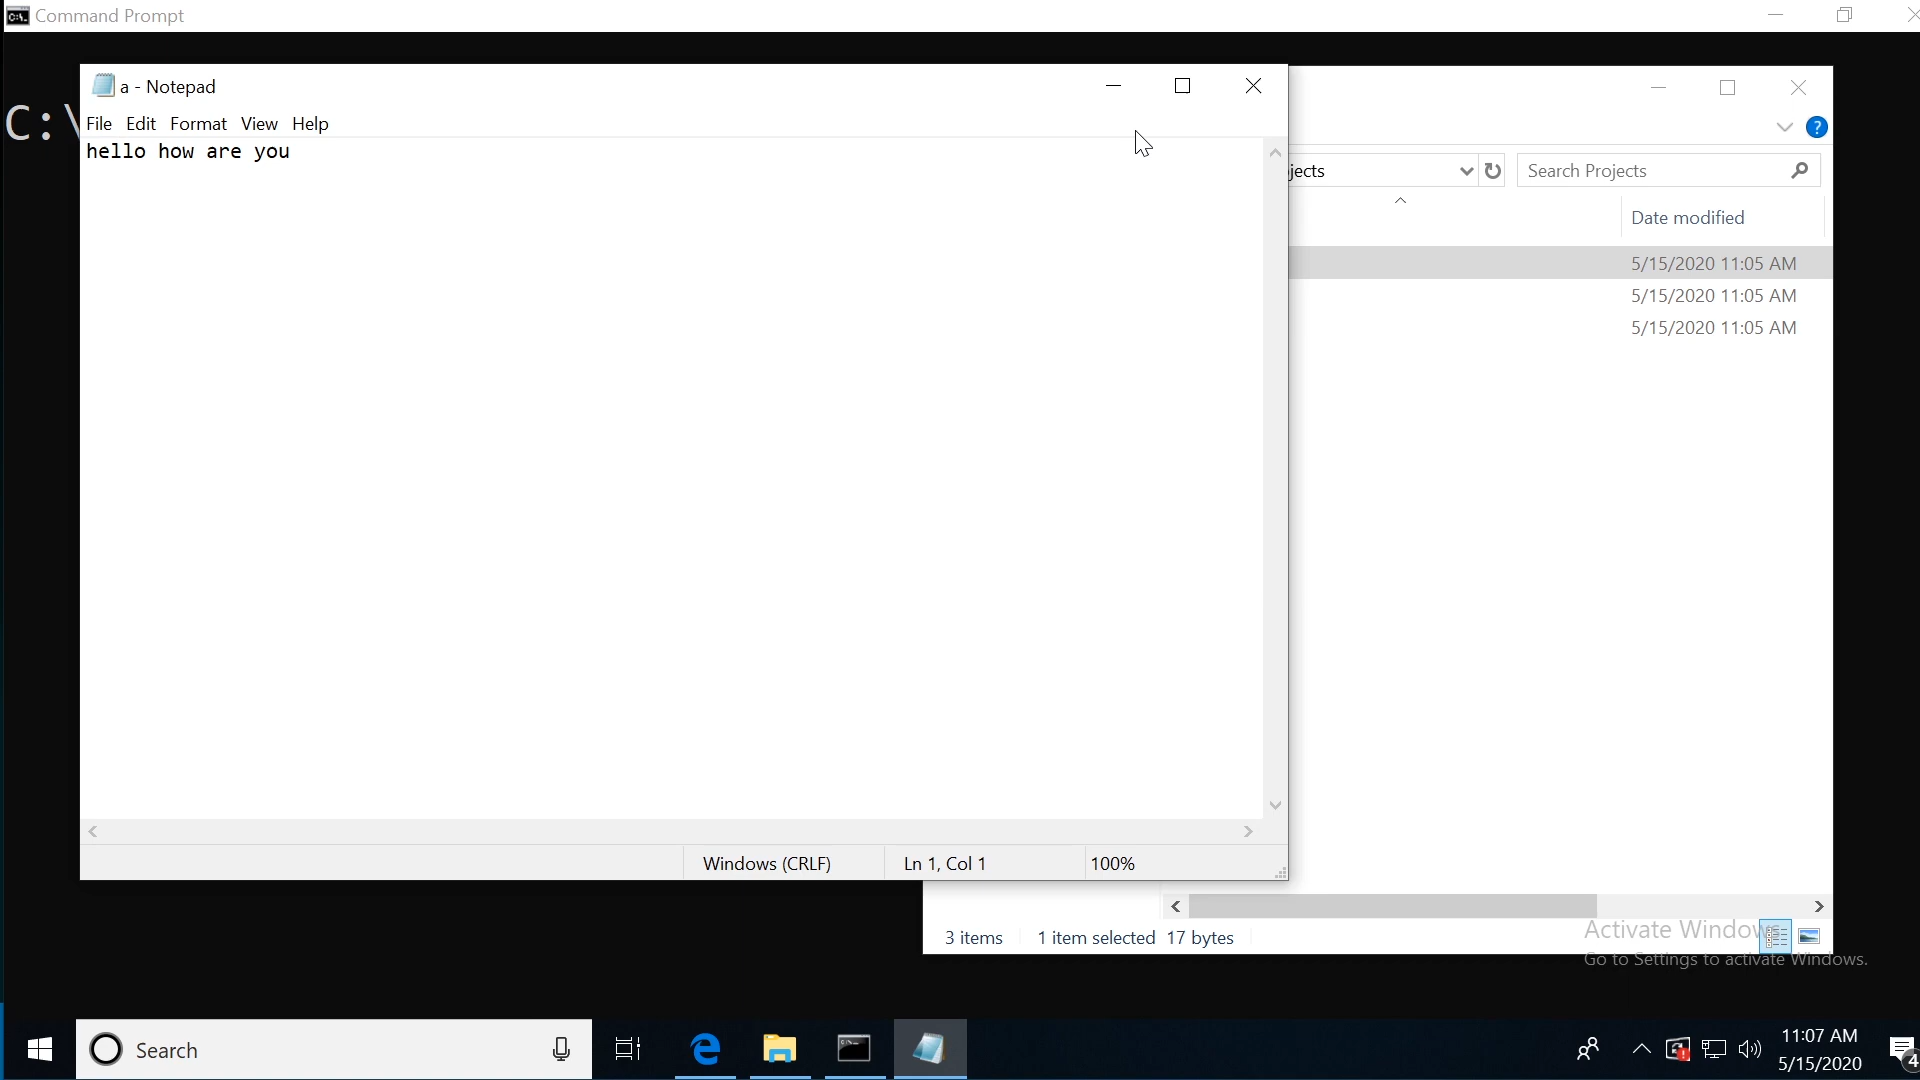 Command Prompt
C:\
a - Notepad
File Edit Format View Help
hello how are you
Windows (CRLF)
Ln 1, Col 1
100%
jects
Search Projects
Date modified
5/15/2020 11:05 AM
5/15/2020 11:05 AM
5/15/2020 11:05 AM
3 items
1 item selected 17 bytes
Activate Windows
Go to Settings to activate Windows.
Search
11:07 AM
5/15/2020
4